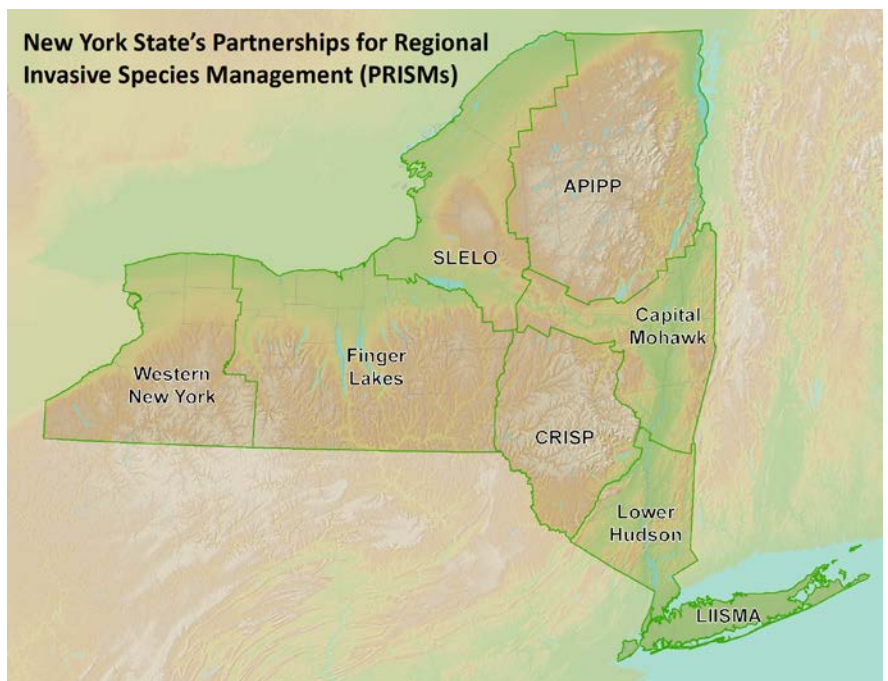 New York State's Partnerships for Regional
Invasive Species Management (PRISMs)
APIPP
SLELO
Capital
Mohawk
Finger
Lakes
Western
New York
CRISP
Lower
Hudson
LIISMA